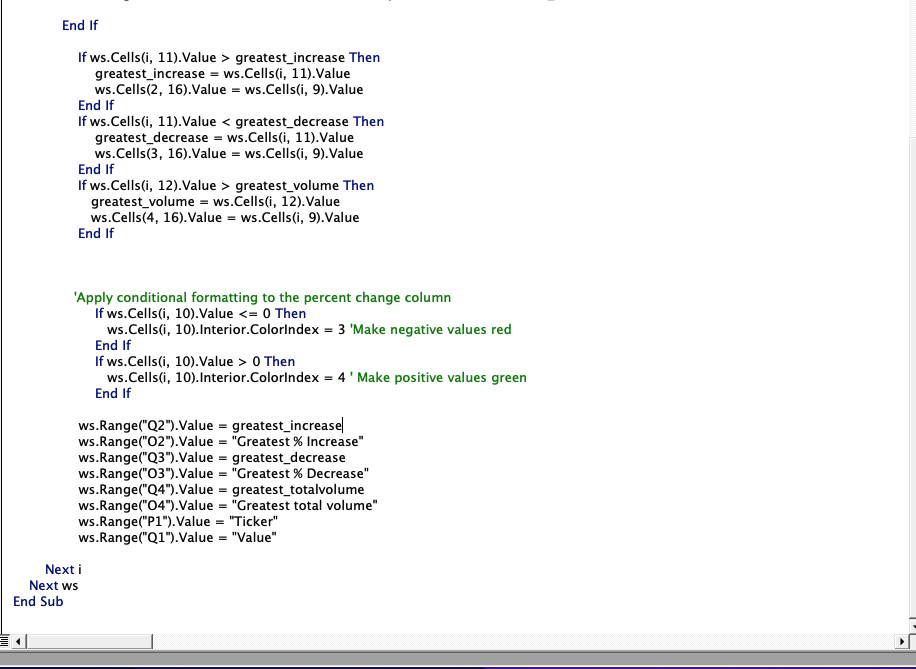 End If
If ws.Cells(i, 11).Value > greatest_increase Then
greatest_increase = ws.Cells(i, 11).Value
ws.Cells(2, 16).Value = ws.Cells(i, 9).Value
End If
If ws.Cells(i, 11).Value < greatest_decrease Then
greatest_decrease = ws.Cells(i, 11).Value
ws.Cells(3, 16).Value = ws.Cells(i, 9).Value
End If
If ws.Cells(i, 12).Value > greatest_volume Then
greatest_volume = ws.Cells(i, 12).Value
ws.Cells(4, 16).Value = ws.Cells(i, 9).Value
End If
'Apply conditional formatting to the percent change column
If ws.Cells(i, 10).Value <= 0 Then
ws.Cells(i, 10).Interior.ColorIndex = 3 'Make negative values red
End If
If ws.Cells(i, 10).Value > 0 Then
ws.Cells(i, 10).Interior.ColorIndex = 4 ' Make positive values green
End If
ws.Range("Q2").Value = greatest_increase
ws.Range("O2").Value = "Greatest % Increase"
ws.Range("Q3").Value = greatest_decrease
ws.Range("O3").Value = "Greatest % Decrease"
ws.Range("Q4").Value = greatest_totalvolume
ws.Range("O4").Value = "Greatest total volume"
ws.Range("P1").Value = "Ticker"
ws.Range("Q1").Value = "Value"
Next i
Next ws
End Sub